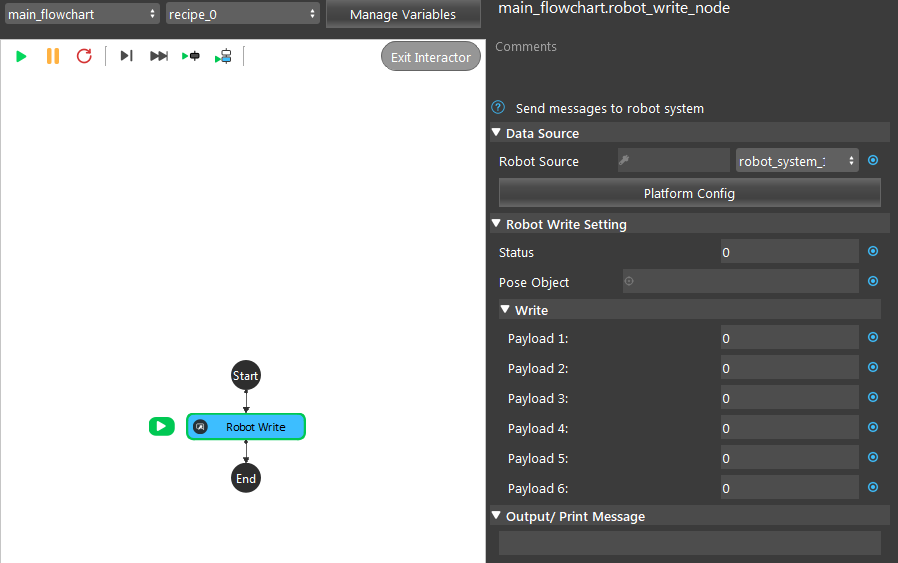 main_flowchart
recipe_0
Manage Variables
Exit Interactor
Start
Robot Write
End
main_flowchart.robot_write_node
Comments
Send messages to robot system
Data Source
Robot Source
robot_system_
Platform Config
Robot Write Setting
Status
0
Pose Object
Write
Payload 1:
0
Payload 2:
0
Payload 3:
0
Payload 4:
0
Payload 5:
0
Payload 6:
0
Output/ Print Message